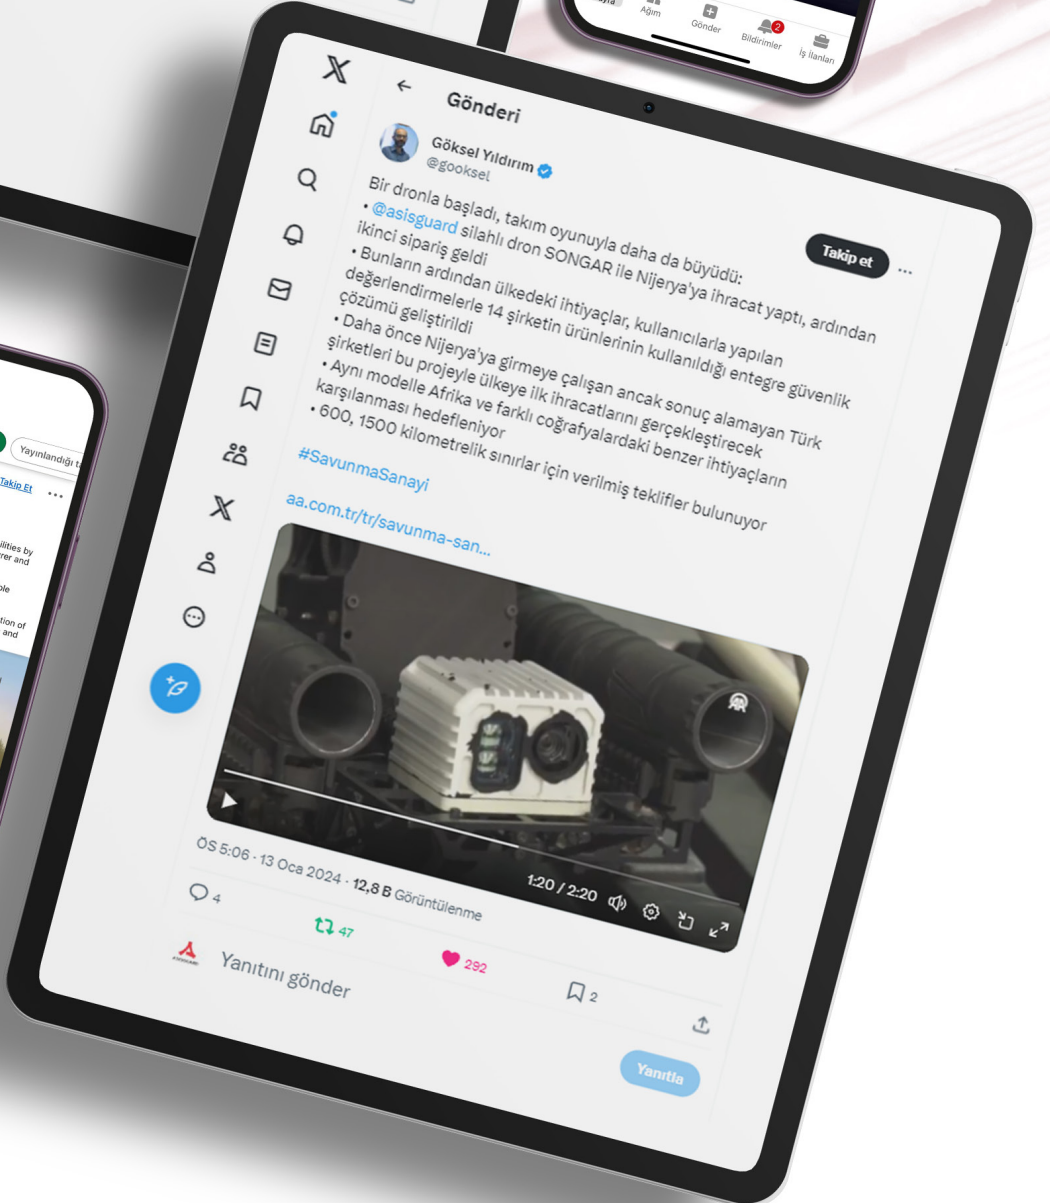 Ağım
Gönder
2
Bildirimler
İş İlanları
Gönderi
Göksel Yıldırım
@gooksel
Takip et
Bir dronla başladı, takım oyunuyla daha da büyüdü:
• @asisguard silahlı dron SONGAR ile Nijerya'ya ihracat yaptı, ardından
ikinci sipariş geldi
• Bunların ardından ülkedeki ihtiyaçlar, kullanıcılarla yapılan
değerlendirmelerle 14 şirketin ürünlerinin kullanıldığı entegre güvenlik
çözümü geliştirildi
• Daha önce Nijerya'ya girmeye çalışan ancak sonuç alamayan Türk
şirketleri bu projeyle ülkeye ilk ihracatlarını gerçekleştirecek
• Aynı modelle Afrika ve farklı coğrafyalardaki benzer ihtiyaçların
karşılanması hedefleniyor
• 600, 1500 kilometrelik sınırlar için verilmiş teklifler bulunuyor
#SavunmaSanayi
aa.com.tr/tr/savunma-san...
1:20 / 2:20
ÖS 5:06 · 13 Oca 2024 · 12,8 B Görüntülenme
4
47
292
2
Yanıtını gönder
Yanıtla
Yayınlandığı
Takip Et
by
and
of
and